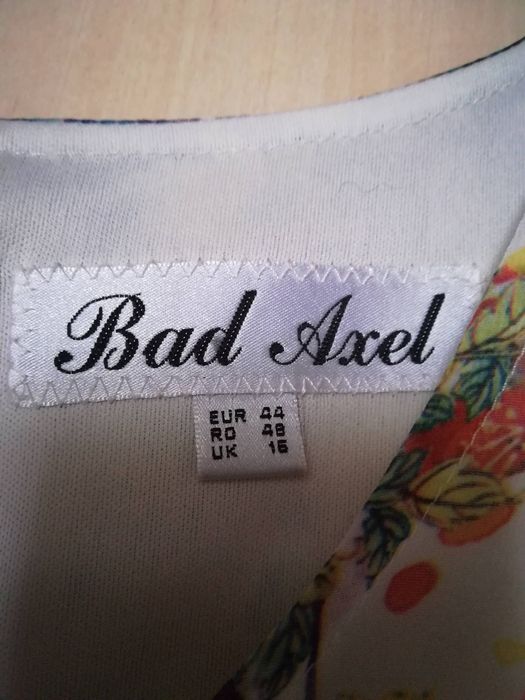 Bad Axel
EUR 44
RO 48
UK 16